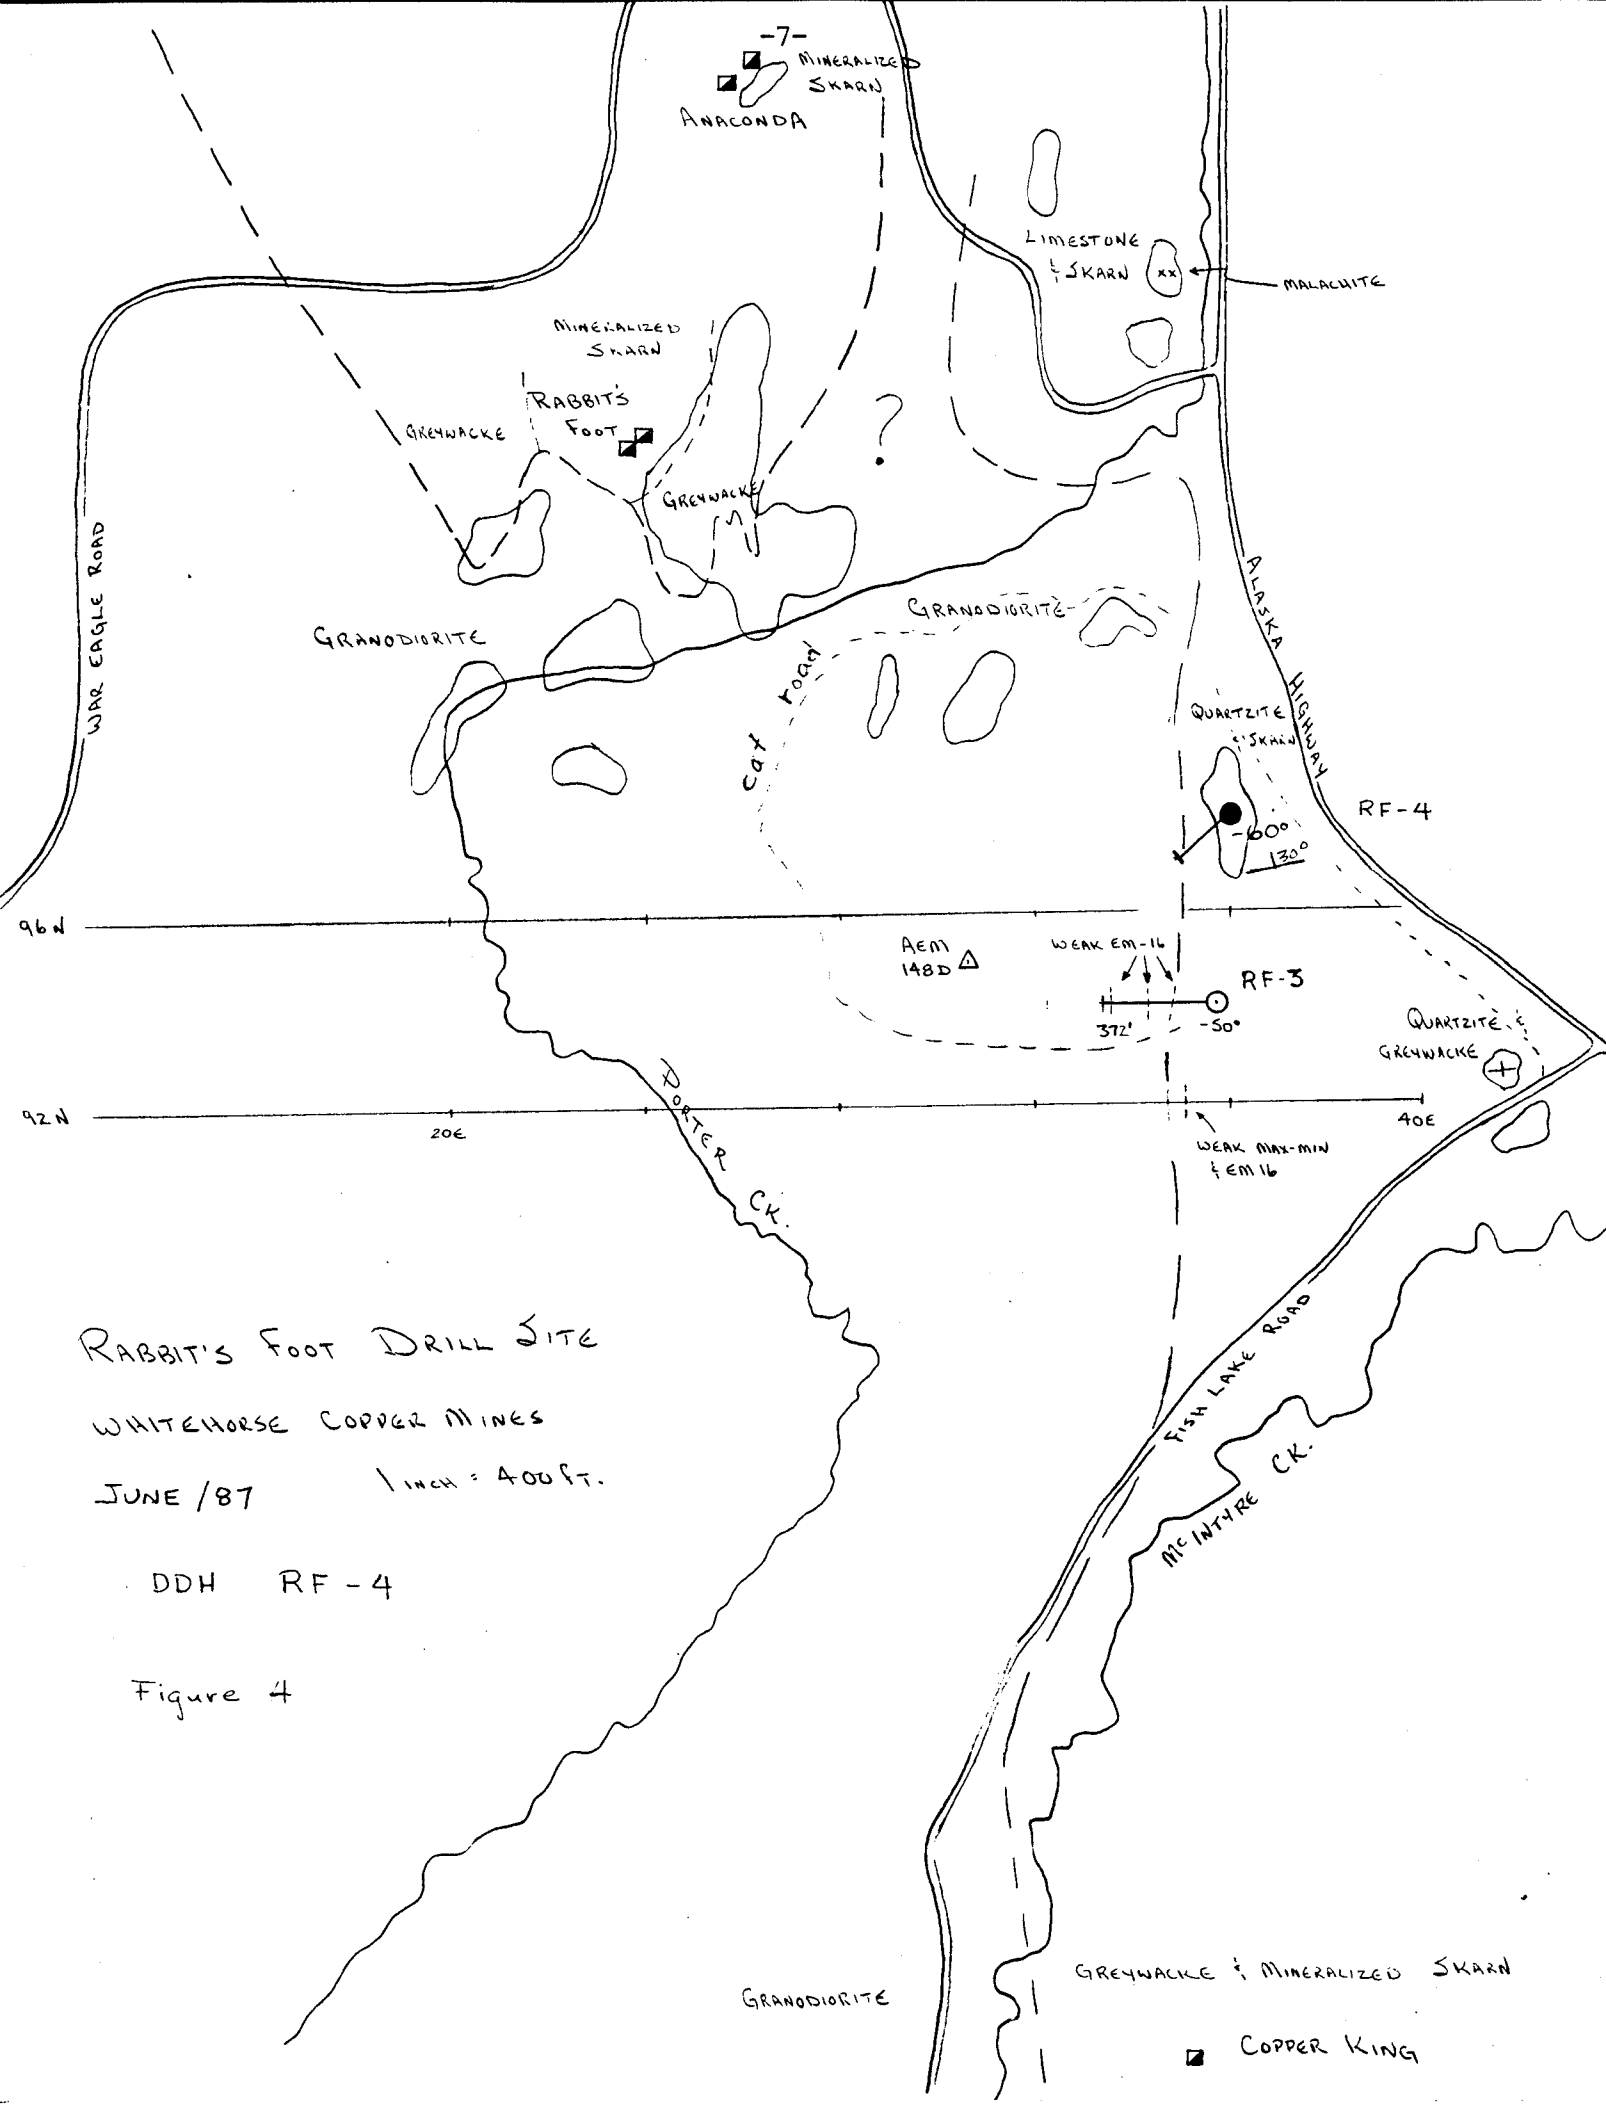 -7-
MINERALIZED
SKARN
ANACONDA
LIMESTONE
& SKARN
xx
MALACHITE
MINERALIZED
SKARN
RABBIT'S
FOOT
GREYWACKE
?
GREYWACKE
WAR EAGLE ROAD
ALASKA HIGHWAY
GRANODIORITE
GRANODIORITE
cat road
QUARTZITE
& SKARN
RF-4
-60°
130°
96N
AEM
148D
WEAK EM-16
RF-3
372'
-50°
QUARTZITE &
GREYWACKE
PORTER CK.
92N
20E
40E
WEAK MAX-MIN
& EM16
RABBIT'S FOOT DRILL SITE
WHITEHORSE COPPER MINES
JUNE /87 1 INCH = 400 FT.
DDH RF-4
Figure 4
FISH LAKE ROAD
McINTYRE CK.
GRANODIORITE
GREYWACKE & MINERALIZED SKARN
COPPER KING